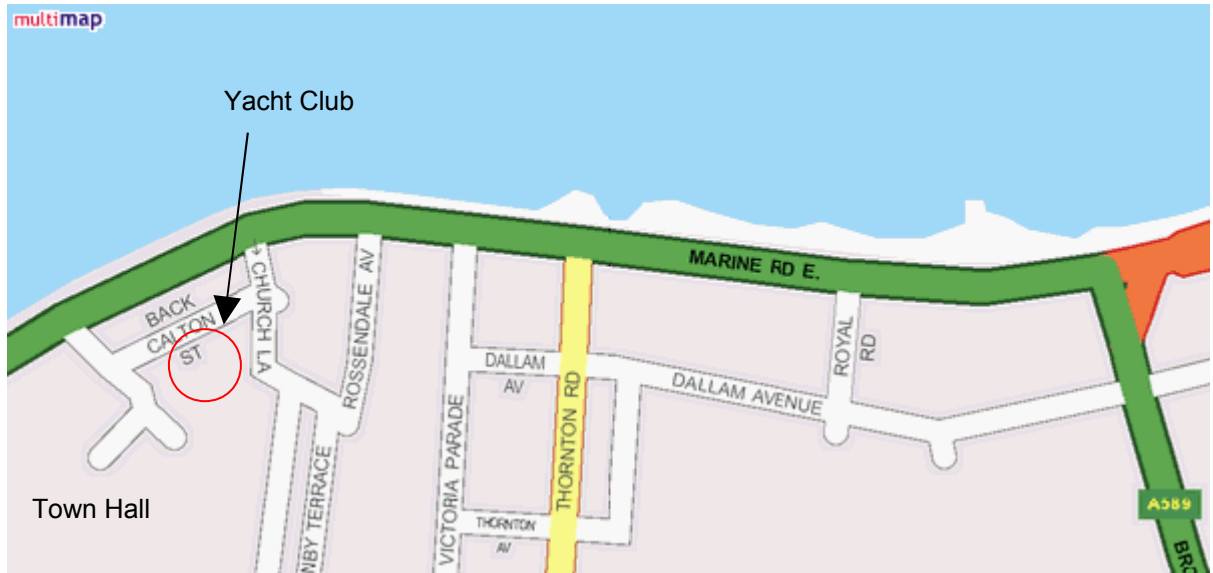 multimap
Yacht Club
MARINE RD E.
BACK
CALTON
ST
CHURCH LA
ROSSENDALE AV
VICTORIA PARADE
DALLAM
AV
THORNTON RD
DALLAM AVENUE
ROYAL
RD
A589
Town Hall
NBY TERRACE
THORNTON
AV
BRO